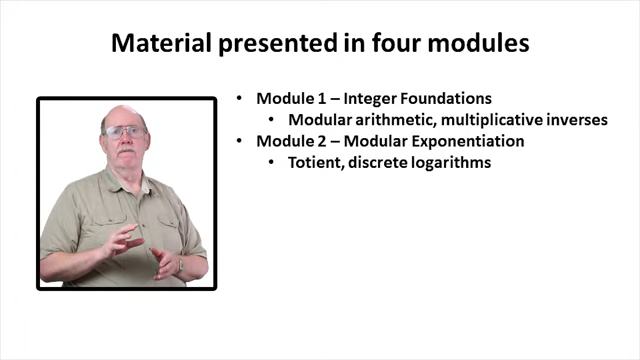 Material presented in four modules
• Module 1 – Integer Foundations
• Modular arithmetic, multiplicative inverses
• Module 2 – Modular Exponentiation
• Totient, discrete logarithms